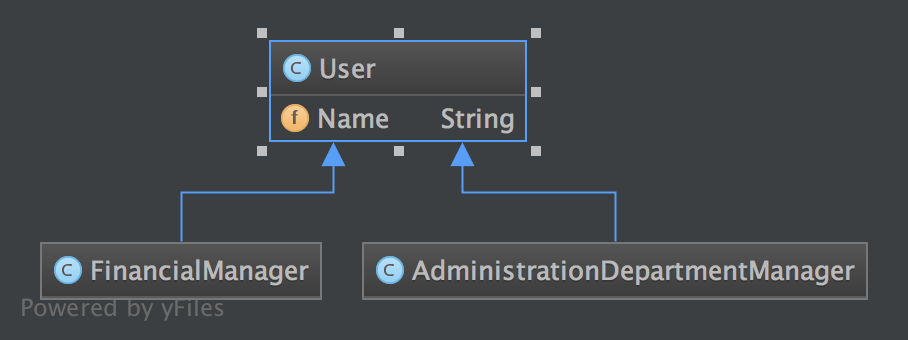 C User
f Name String
C FinancialManager
C AdministrationDepartmentManager
Powered by yFiles